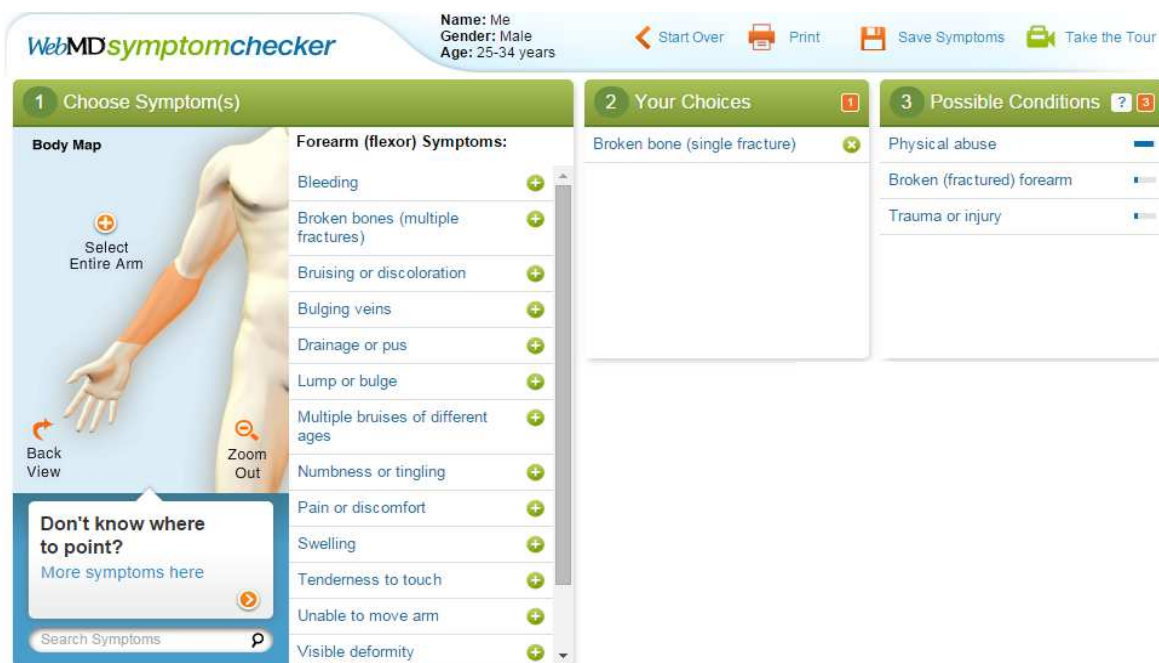 WebMD symptomchecker
Name: Me
Gender: Male
Age: 25-34 years
Start Over
Print
Save Symptoms
Take the Tour
1 Choose Symptom(s)
Body Map
Select
Entire Arm
Back
View
Zoom
Out
Don't know where
to point?
More symptoms here
Search Symptoms
Forearm (flexor) Symptoms:
Bleeding
Broken bones (multiple
fractures)
Bruising or discoloration
Bulging veins
Drainage or pus
Lump or bulge
Multiple bruises of different
ages
Numbness or tingling
Pain or discomfort
Swelling
Tenderness to touch
Unable to move arm
Visible deformity
2 Your Choices 1
Broken bone (single fracture)
3 Possible Conditions ? 3
Physical abuse
Broken (fractured) forearm
Trauma or injury